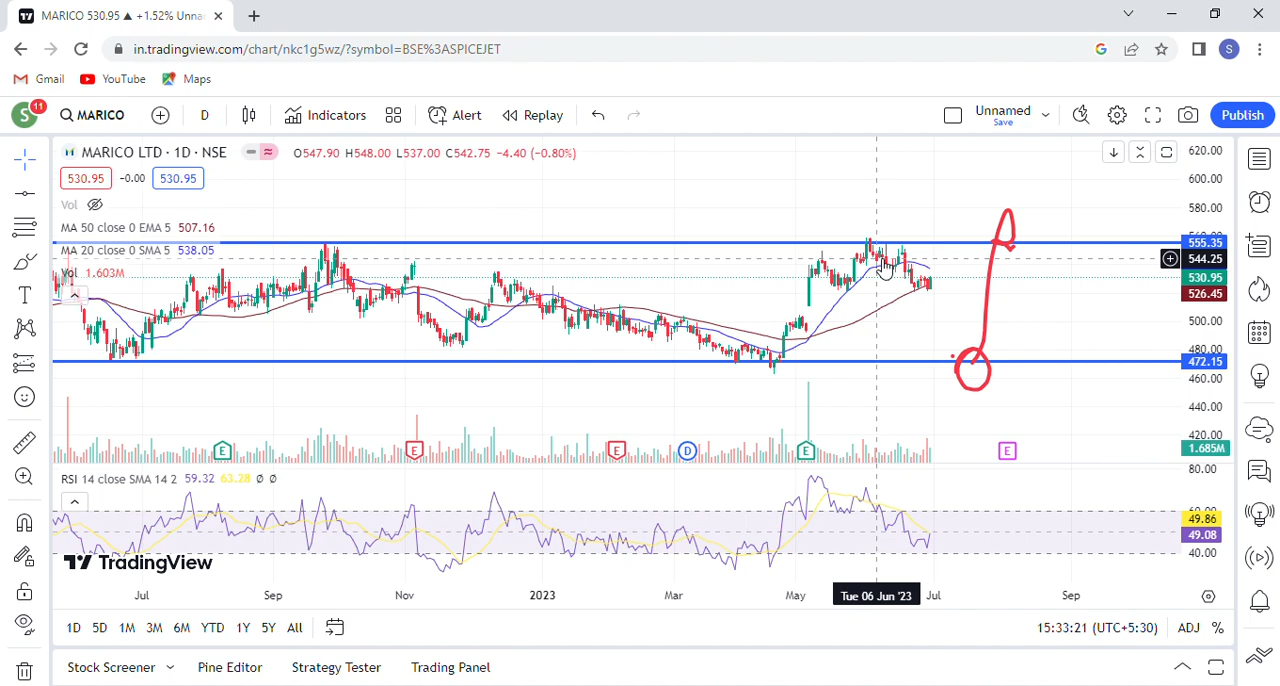 MARICO 530.95 ▲ +1.52% Unna
in.tradingview.com/chart/nkc1g5wz/?symbol=BSE%3ASPICEJET
S
Gmail YouTube Maps
S 11 MARICO D Indicators Alert Replay Unnamed Save Publish
MARICO LTD · 1D · NSE O547.90 H548.00 L537.00 C542.75 −4.40 (−0.80%)
530.95 -0.00 530.95
Vol
MA 50 close 0 EMA 5 507.16
MA 20 close 0 SMA 5 538.05
Vol 1.603M
620.00
600.00
580.00
555.35
544.25
530.95
526.45
500.00
480.00
472.15
460.00
440.00
420.00
1.685M
E E E D E E
RSI 14 close SMA 14 2 59.32 63.28 Ø Ø
80.00
49.86
49.08
40.00
TradingView
Jul Sep Nov 2023 Mar May Tue 06 Jun '23 Jul Sep
1D 5D 1M 3M 6M YTD 1Y 5Y All 15:33:21 (UTC+5:30) ADJ %
Stock Screener Pine Editor Strategy Tester Trading Panel